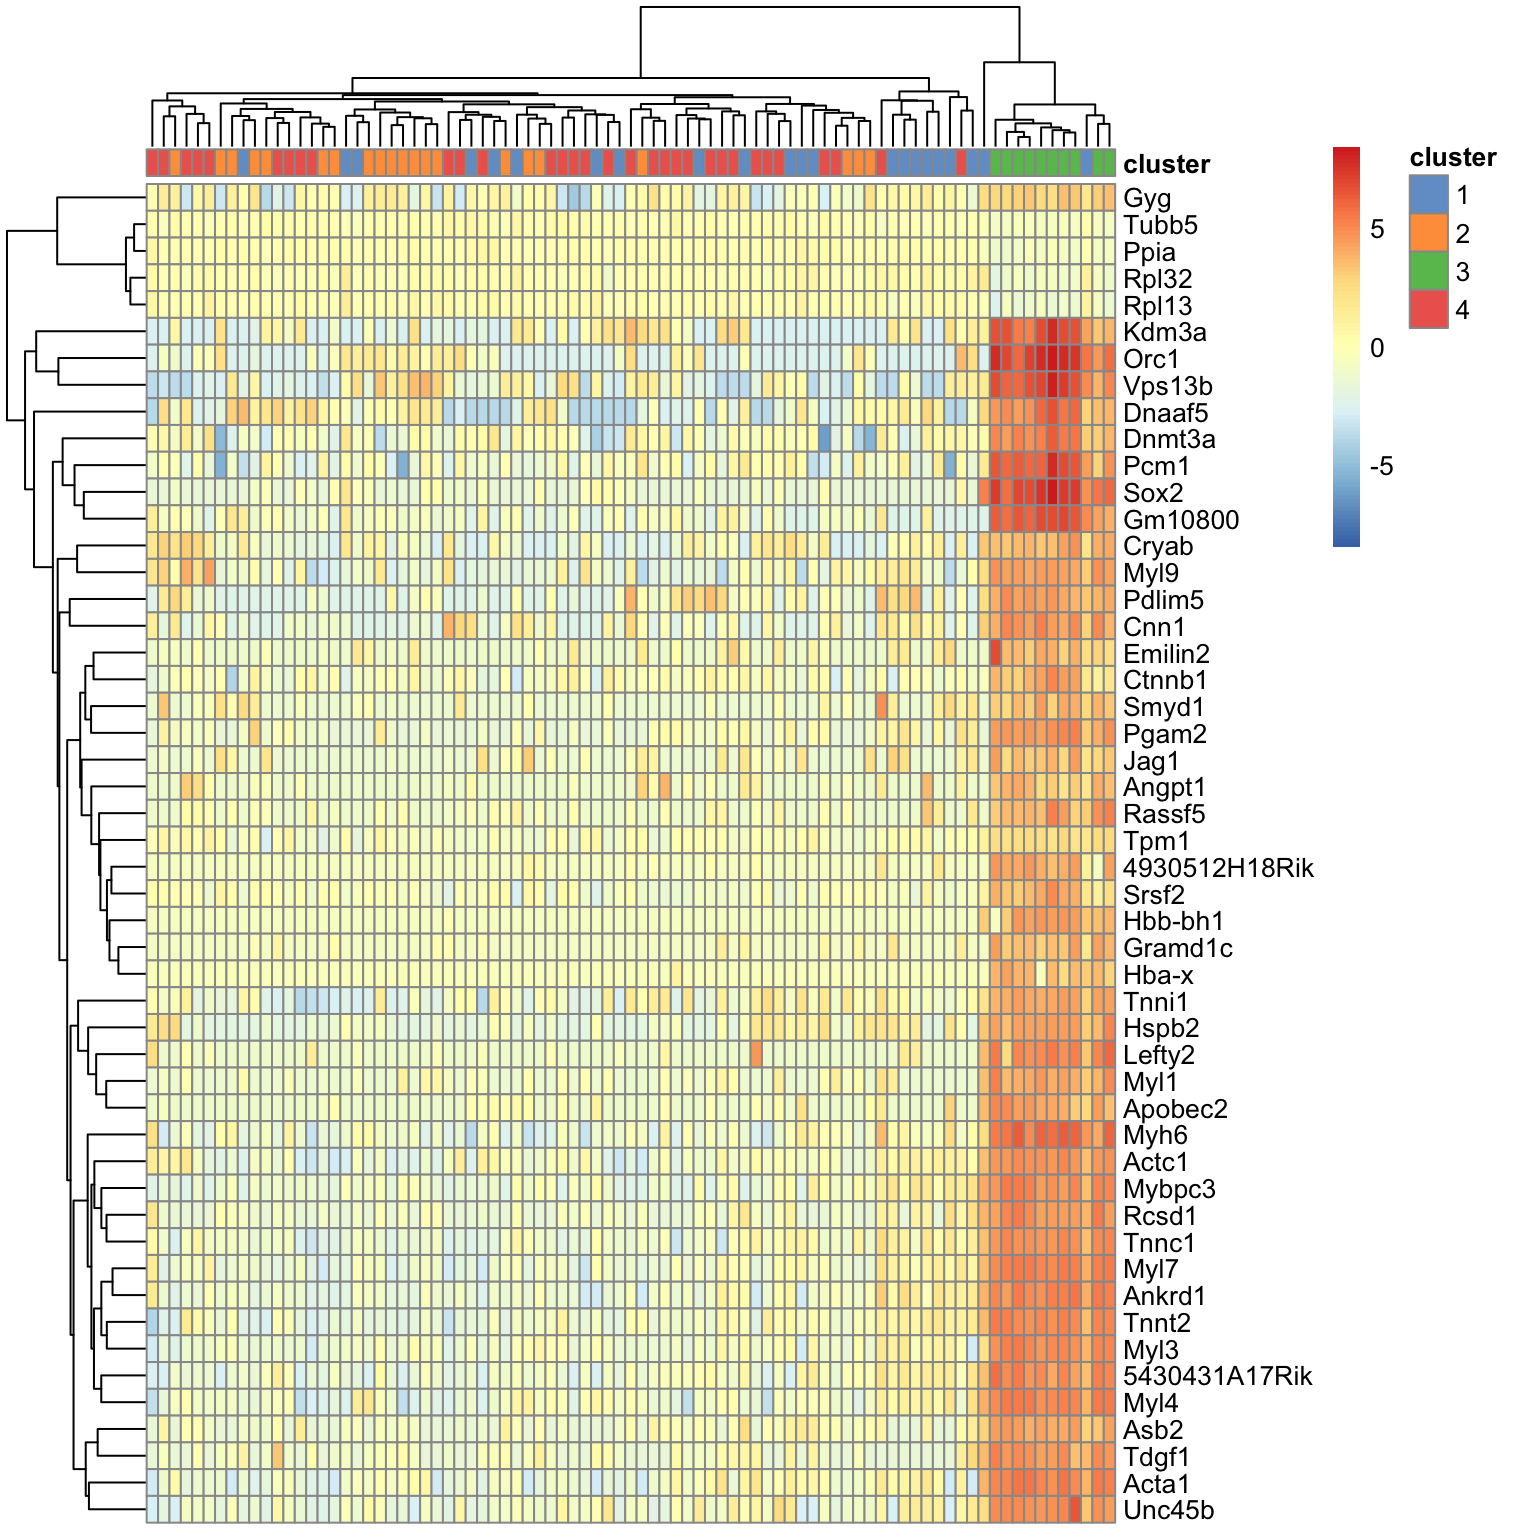 cluster
Gyg
Tubb5
Ppia
Rpl32
Rpl13
Kdm3a
Orc1
Vps13b
Dnaaf5
Dnmt3a
Pcm1
Sox2
Gm10800
Cryab
Myl9
Pdlim5
Cnn1
Emilin2
Ctnnb1
Smyd1
Pgam2
Jag1
Angpt1
Rassf5
Tpm1
4930512H18Rik
Srsf2
Hbb-bh1
Gramd1c
Hba-x
Tnni1
Hspb2
Lefty2
Myl1
Apobec2
Myh6
Actc1
Mybpc3
Rcsd1
Tnnc1
Myl7
Ankrd1
Tnnt2
Myl3
5430431A17Rik
Myl4
Asb2
Tdgf1
Acta1
Unc45b
5
0
-5
cluster
1
2
3
4